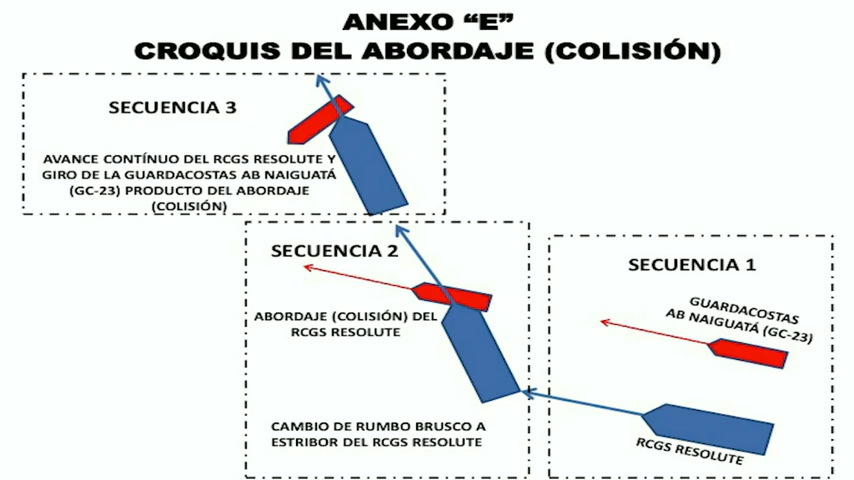 ANEXO “E”
CROQUIS DEL ABORDAJE (COLISIÓN)
SECUENCIA 3
AVANCE CONTÍNUO DEL RCGS RESOLUTE Y
GIRO DE LA GUARDACOSTAS AB NAIGUATÁ
(GC-23) PRODUCTO DEL ABORDAJE
(COLISIÓN)
SECUENCIA 2
ABORDAJE (COLISIÓN) DEL
RCGS RESOLUTE
CAMBIO DE RUMBO BRUSCO A
ESTRIBOR DEL RCGS RESOLUTE
SECUENCIA 1
GUARDACOSTAS
AB NAIGUATÁ (GC-23)
RCGS RESOLUTE